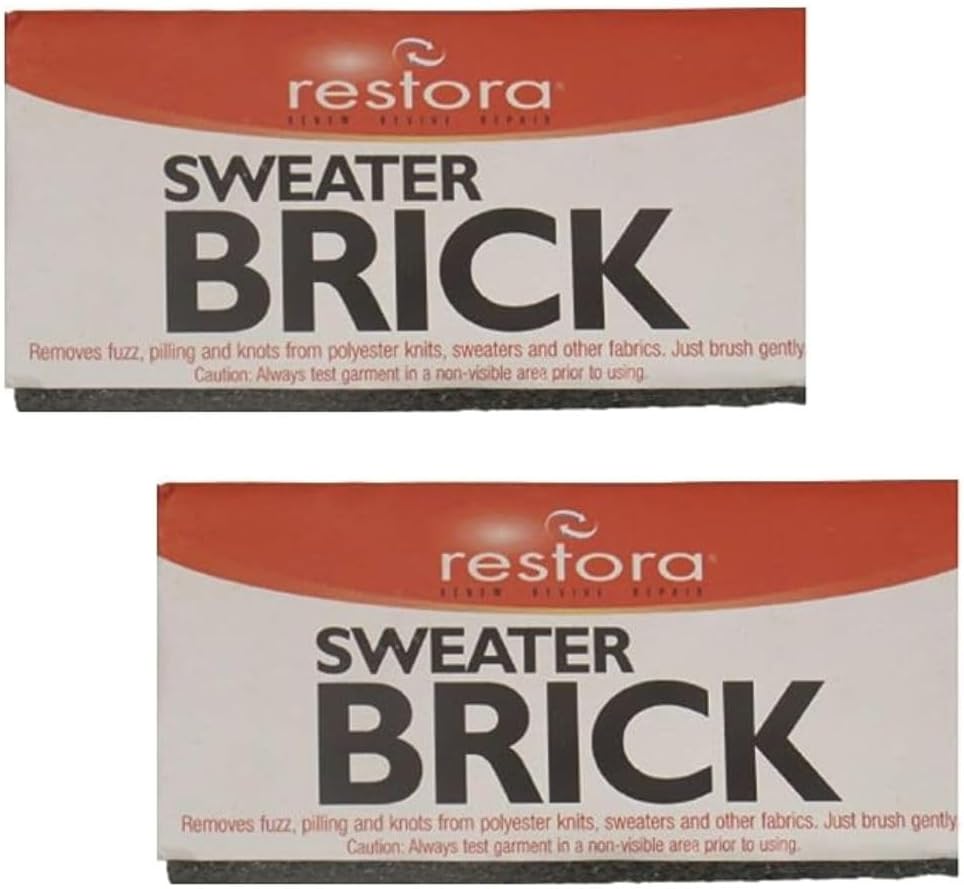 restora®
RENEW REVIVE REPAIR
SWEATER
BRICK
Removes fuzz, pilling and knots from polyester knits, sweaters and other fabrics. Just brush gently
Caution: Always test garment in a non-visible area prior to using.
restora®
RENEW REVIVE REPAIR
SWEATER
BRICK
Removes fuzz, pilling and knots from polyester knits, sweaters and other fabrics. Just brush gently
Caution: Always test garment in a non-visible area prior to using.